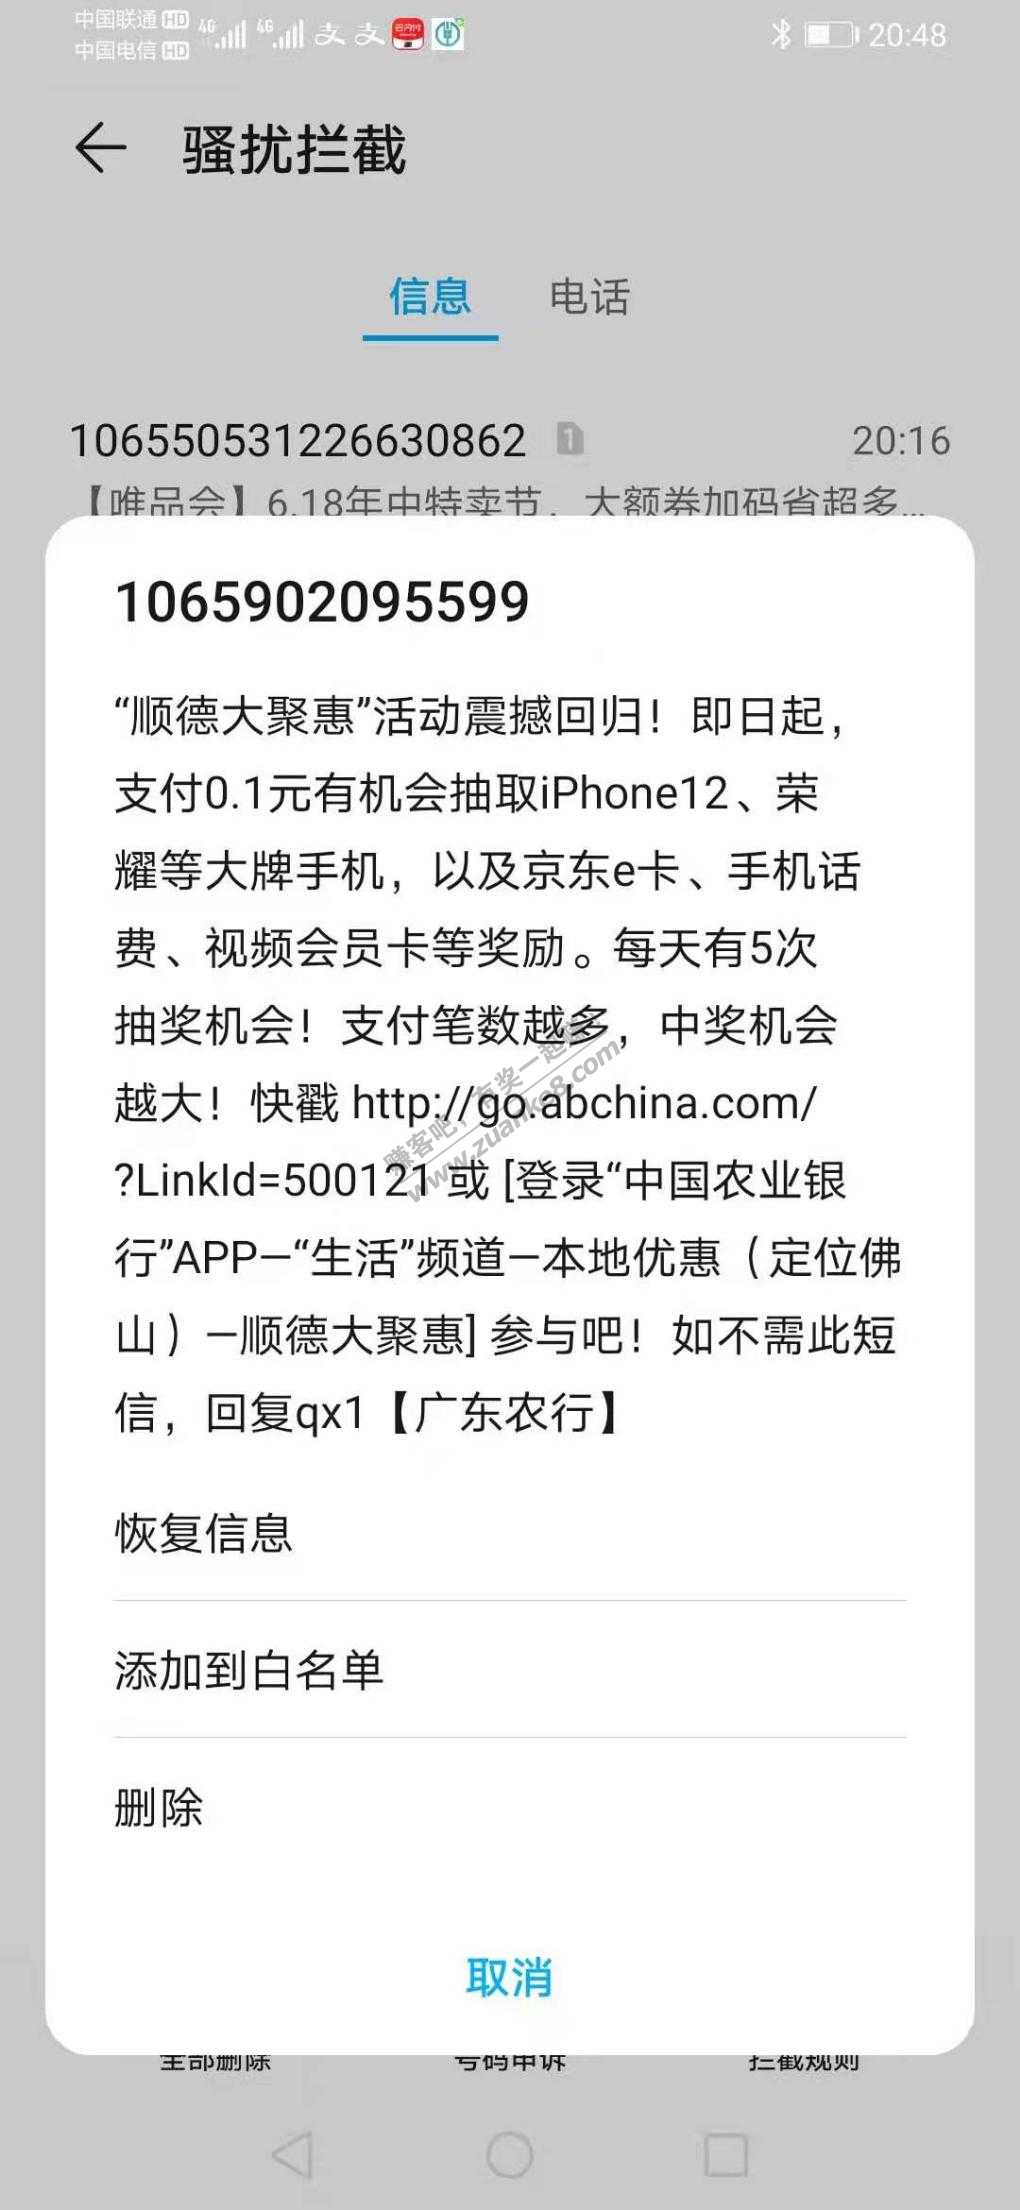 中国联通 HD 4G 4G 支 支 20:48
中国电信 HD
骚扰拦截
信息 电话
106550531226630862 1 20:16
【唯品会】6.18年中特卖节，大额券加码省超多...
1065902095599
“顺德大聚惠”活动震撼回归！即日起，
支付0.1元有机会抽取iPhone12、荣
耀等大牌手机，以及京东e卡、手机话
费、视频会员卡等奖励。每天有5次
抽奖机会！支付笔数越多，中奖机会
越大！快戳 http://go.abchina.com/
?LinkId=500121 或 [登录“中国农业银
行”APP—“生活”频道—本地优惠（定位佛
山）—顺德大聚惠] 参与吧！如不需此短
信，回复qx1【广东农行】
赚客吧，有奖一起赚！
www.zuanke8.com
恢复信息
添加到白名单
删除
取消
全部删除 号码申诉 拦截规则